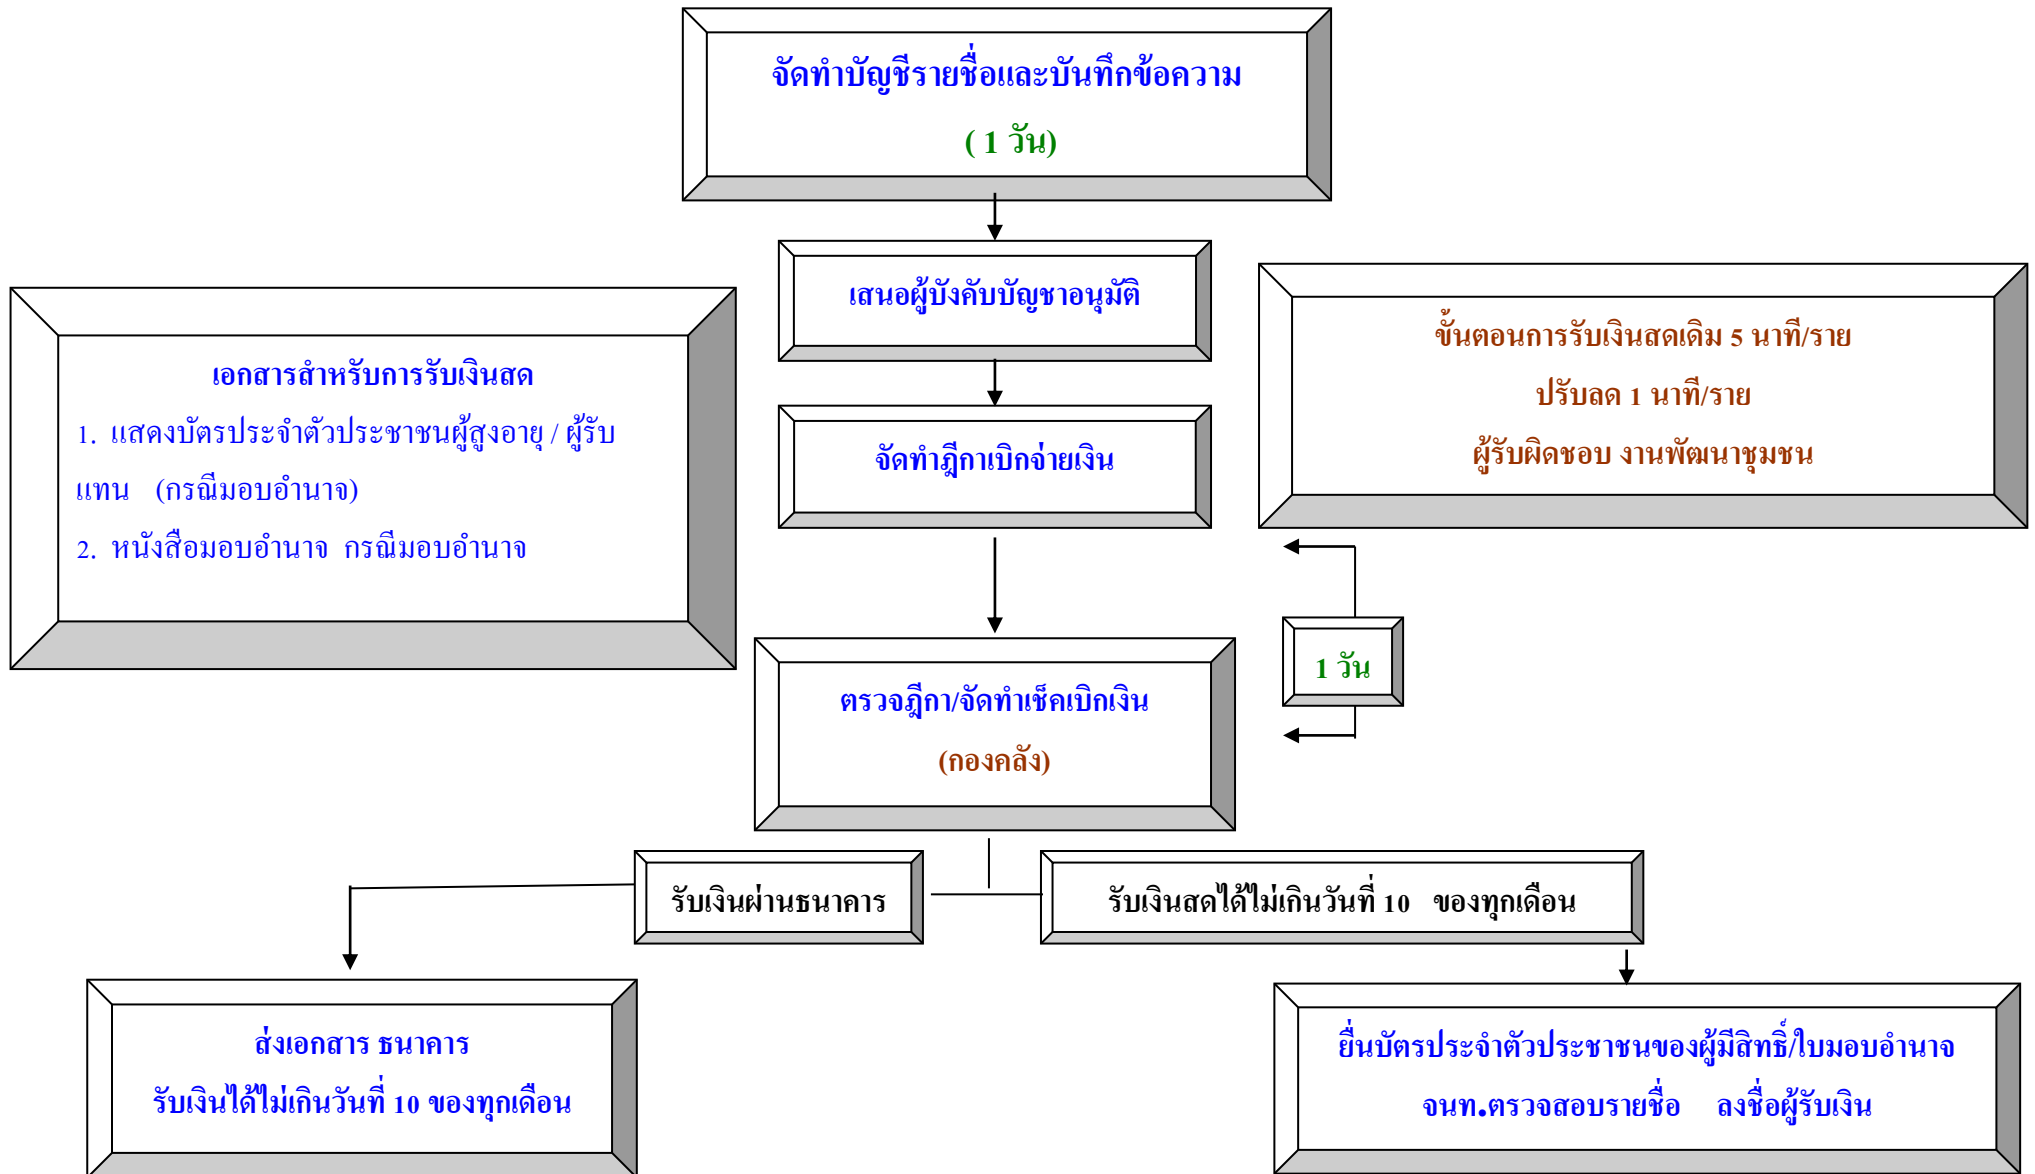 จัดทำบัญชีรายชื่อและบันทึกข้อความ
( 1 วัน)
เสนอผู้บังคับบัญชาอนุมัติ
เอกสารสำหรับการรับเงินสด
1. แสดงบัตรประจำตัวประชาชนผู้สูงอายุ / ผู้รับ
แทน (กรณีมอบอำนาจ)
2. หนังสือมอบอำนาจ กรณีมอบอำนาจ
ขั้นตอนการรับเงินสดเดิม 5 นาที/ราย
ปรับลด 1 นาที/ราย
ผู้รับผิดชอบ งานพัฒนาชุมชน
จัดทำฎีกาเบิกจ่ายเงิน
1 วัน
ตรวจฎีกา/จัดทำเช็คเบิกเงิน
(กองคลัง)
รับเงินผ่านธนาคาร
รับเงินสดได้ไม่เกินวันที่ 10 ของทุกเดือน
ส่งเอกสาร ธนาคาร
รับเงินได้ไม่เกินวันที่ 10 ของทุกเดือน
ยื่นบัตรประจำตัวประชาชนของผู้มีสิทธิ์/ใบมอบอำนาจ
จนท.ตรวจสอบรายชื่อ ลงชื่อผู้รับเงิน